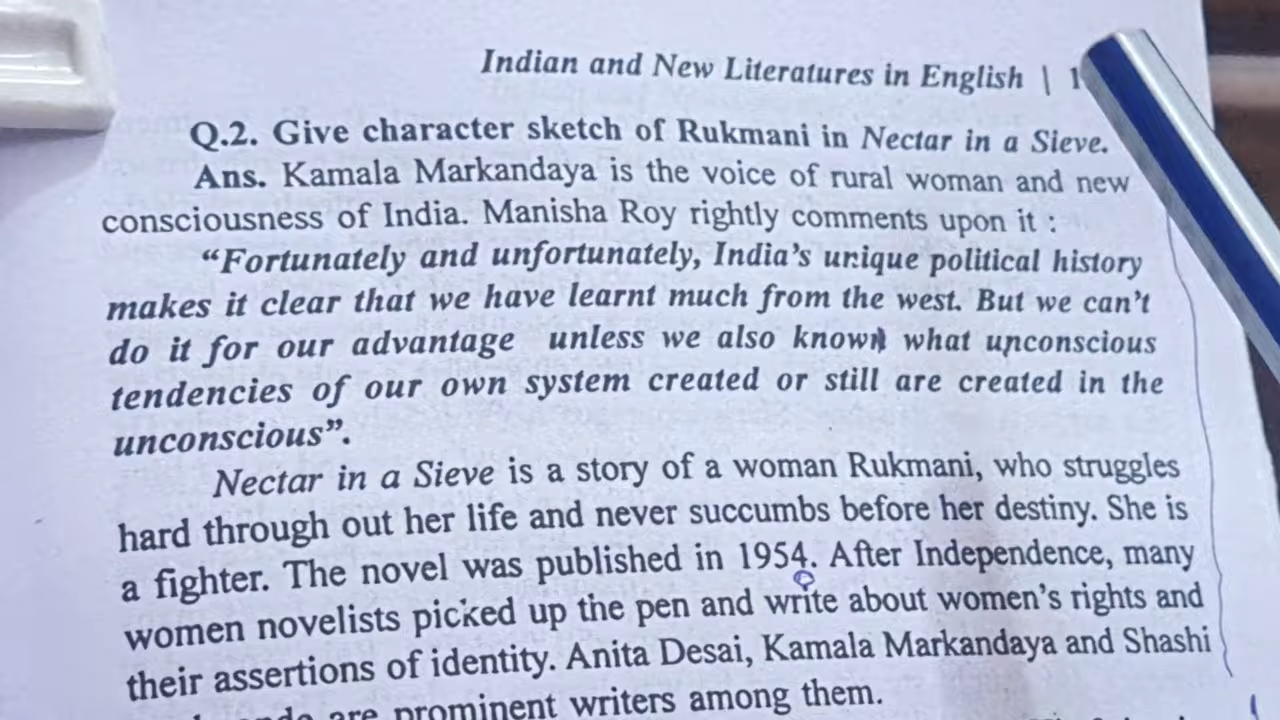 Indian and New Literatures in English | 1
Q.2. Give character sketch of Rukmani in Nectar in a Sieve.
Ans. Kamala Markandaya is the voice of rural woman and new
consciousness of India. Manisha Roy rightly comments upon it :
“Fortunately and unfortunately, India’s unique political history
makes it clear that we have learnt much from the west. But we can’t
do it for our advantage unless we also known what unconscious
tendencies of our own system created or still are created in the
unconscious”.
Nectar in a Sieve is a story of a woman Rukmani, who struggles
hard through out her life and never succumbs before her destiny. She is
a fighter. The novel was published in 1954. After Independence, many
women novelists picked up the pen and write about women’s rights and
their assertions of identity. Anita Desai, Kamala Markandaya and Shashi
are prominent writers among them.